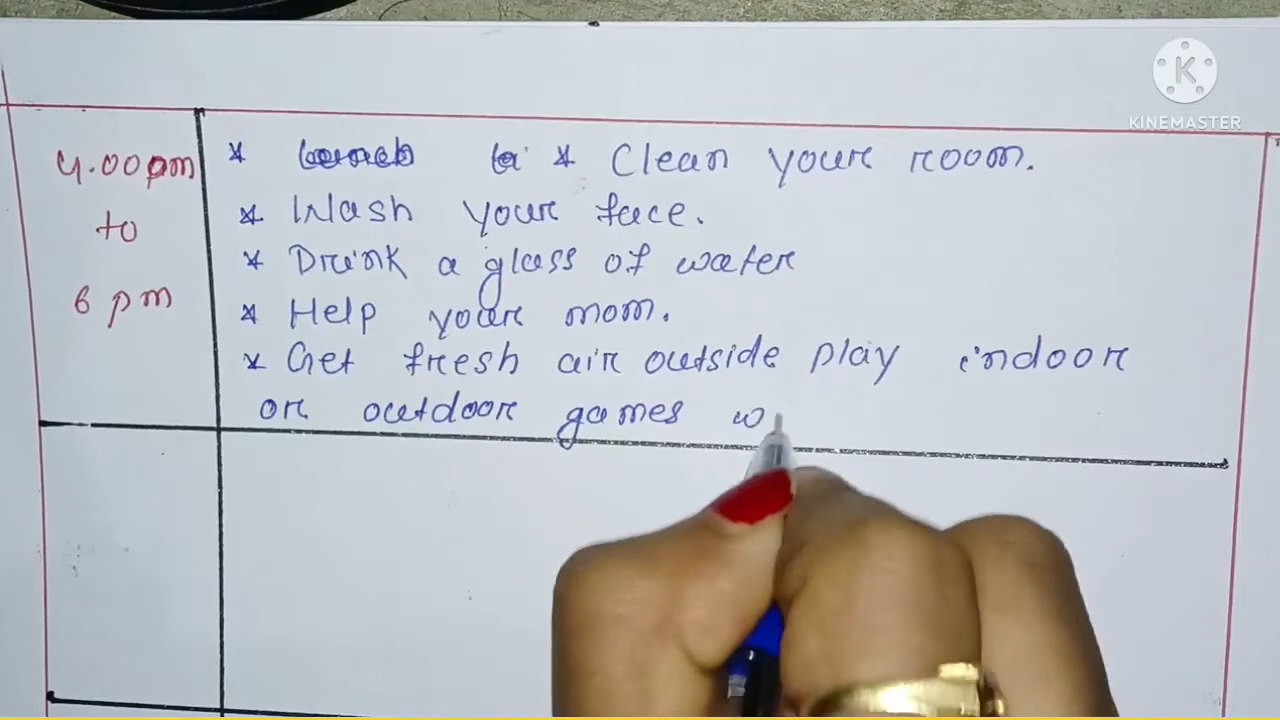 KINEMASTER
4.00pm
to
6 pm
* * Clean your room.
* Wash your face.
* Drink a glass of water
* Help your mom.
* Get fresh air outside play indoor
or outdoor games w